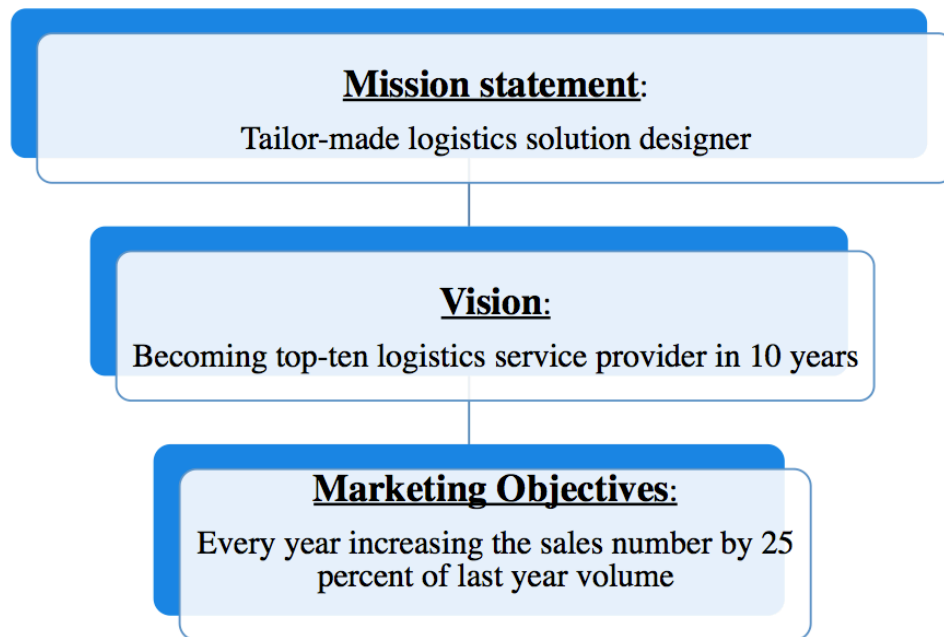 Mission statement:
Tailor-made logistics solution designer
Vision:
Becoming top-ten logistics service provider in 10 years
Marketing Objectives:
Every year increasing the sales number by 25
percent of last year volume